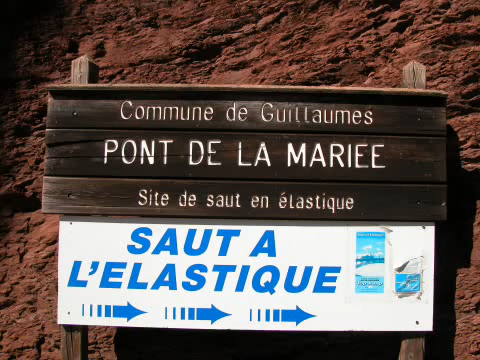 Commune de Guillaumes
PONT DE LA MARIEE
Site de saut en élastique
SAUT A
L'ELASTIQUE